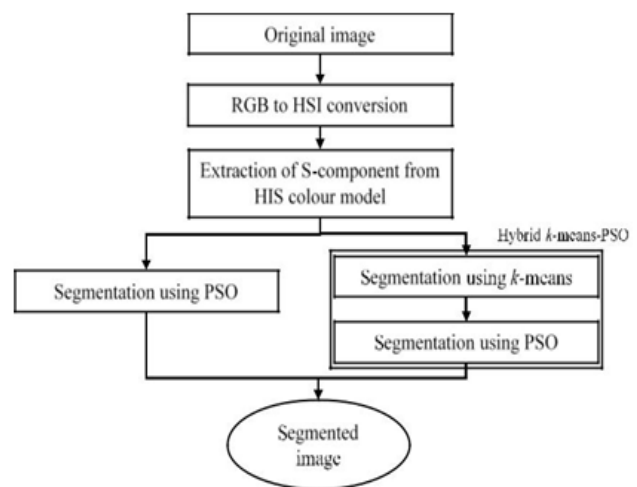 Original image
RGB to HSI conversion
Extraction of S-component from
HIS colour model
Hybrid k-means-PSO
Segmentation using PSO
Segmentation using k-means
Segmentation using PSO
Segmented
image